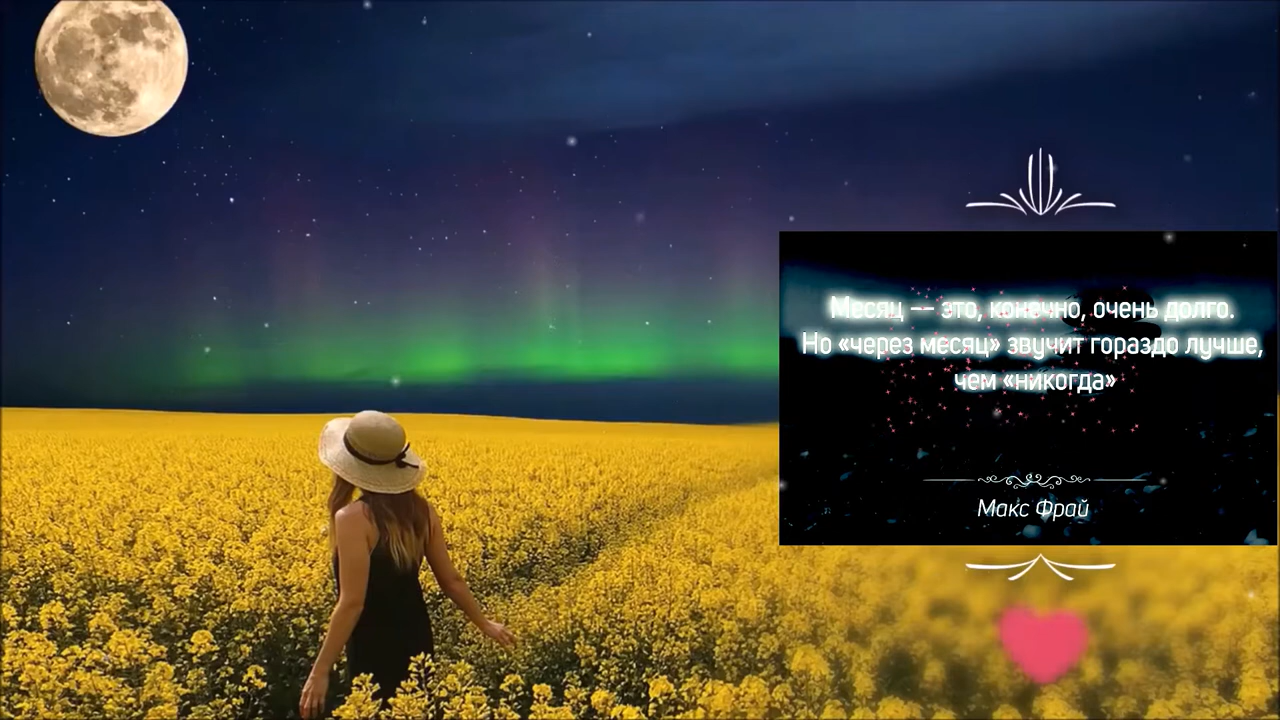 Месяц -- это, конечно, очень долго.
Но «через месяц» звучит гораздо лучше,
чем «никогда»
Макс Фрай